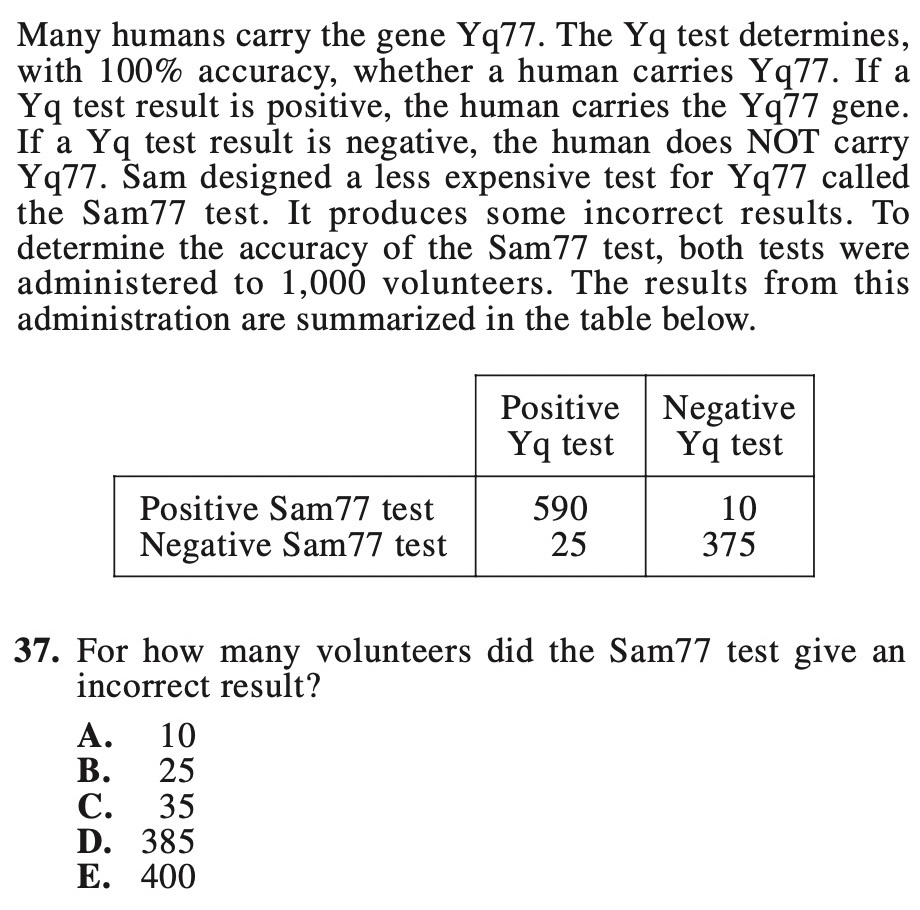 Many humans carry the gene Yq77. The Yq test determines,
with 100% accuracy, whether a human carries Yq77. If a
Yq test result is positive, the human carries the Yq77 gene.
If a Yq test result is negative, the human does NOT carry
Yq77. Sam designed a less expensive test for Yq77 called
the Sam77 test. It produces some incorrect results. To
determine the accuracy of the Sam77 test, both tests were
administered to 1,000 volunteers. The results from this
administration are summarized in the table below.
Positive Negative
Yq test Yq test
Positive Sam77 test 590 10
Negative Sam77 test 25 375
37. For how many volunteers did the Sam77 test give an
incorrect result?
A. 10
B. 25
C. 35
D. 385
E. 400